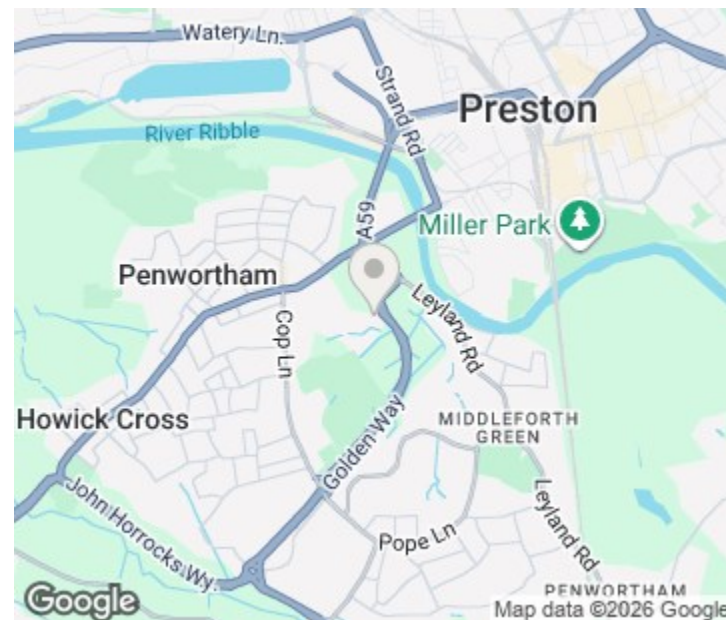 Watery Ln.
Strand Rd
Preston
River Ribble
A59
Miller Park
Penwortham
Leyland Rd
Cop Ln
Howick Cross
Golden Way
MIDDLEFORTH
GREEN
John Horrocks Wy.
Leyland Rd
Pope Ln
PENWORTHAM
Google
Map data ©2026 Google